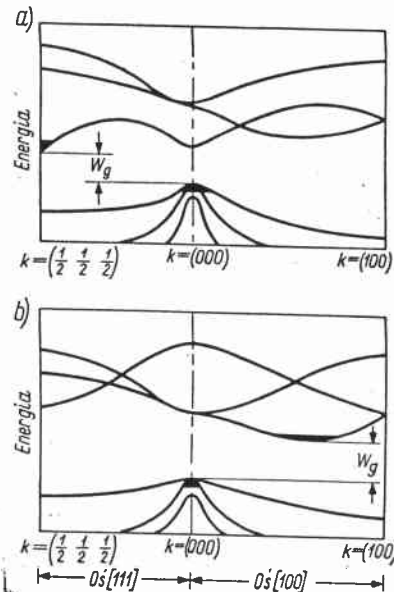 a)
Energia
W_g
k=(1/2 1/2 1/2) k=(000) k=(100)
b)
Energia
W_g
k=(1/2 1/2 1/2) k=(000) k=(100)
Oś[111] Oś[100]